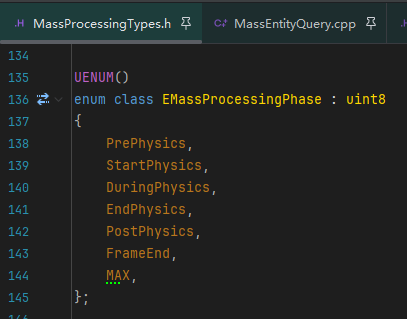 MassProcessingTypes.h
MassEntityQuery.cpp
134
135 UENUM()
136 enum class EMassProcessingPhase : uint8
137 {
138 PrePhysics,
139 StartPhysics,
140 DuringPhysics,
141 EndPhysics,
142 PostPhysics,
143 FrameEnd,
144 MAX,
145 };